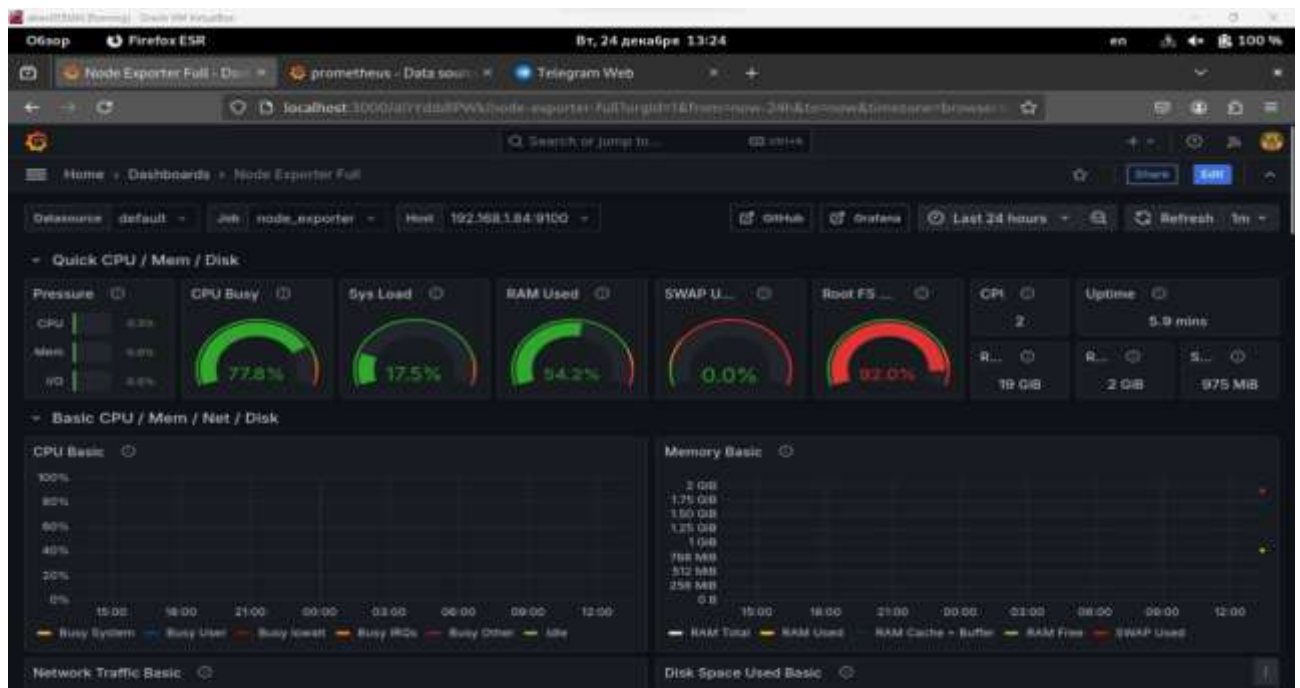 Обзор Firefox ESR Вт, 24 декабря 13:24 en 100 %
Node Exporter Full - Das prometheus - Data sourc Telegram Web
localhost:3000
Search or jump to...
Home Dashboards Node Exporter Full Share Edit
Datasource default Job node_exporter Host 192.168.1.84:9100 GitHub Grafana Last 24 hours Refresh 1m
Quick CPU / Mem / Disk
Pressure CPU Busy Sys Load RAM Used SWAP U... Root FS ... Uptime
CPU 0.0% 2 5.9 mins
Mem 0.0% R... R... S...
I/O 0.0% 77.8% 17.5% 54.2% 0.0% 92.0% 19 GiB 2 GiB 975 MiB
Basic CPU / Mem / Net / Disk
CPU Basic Memory Basic
100% 2 GiB
80% 1.75 GiB
60% 1.50 GiB
1.25 GiB
40% 1 GiB
768 MiB
20% 512 MiB
256 MiB
0% 0 B
15:00 18:00 21:00 00:00 03:00 06:00 09:00 12:00 15:00 18:00 21:00 00:00 03:00 06:00 09:00 12:00
Busy System Busy User Busy Iowait Busy IRQs Busy Other Idle RAM Total RAM Used RAM Cache + Buffer RAM Free SWAP Used
Network Traffic Basic Disk Space Used Basic